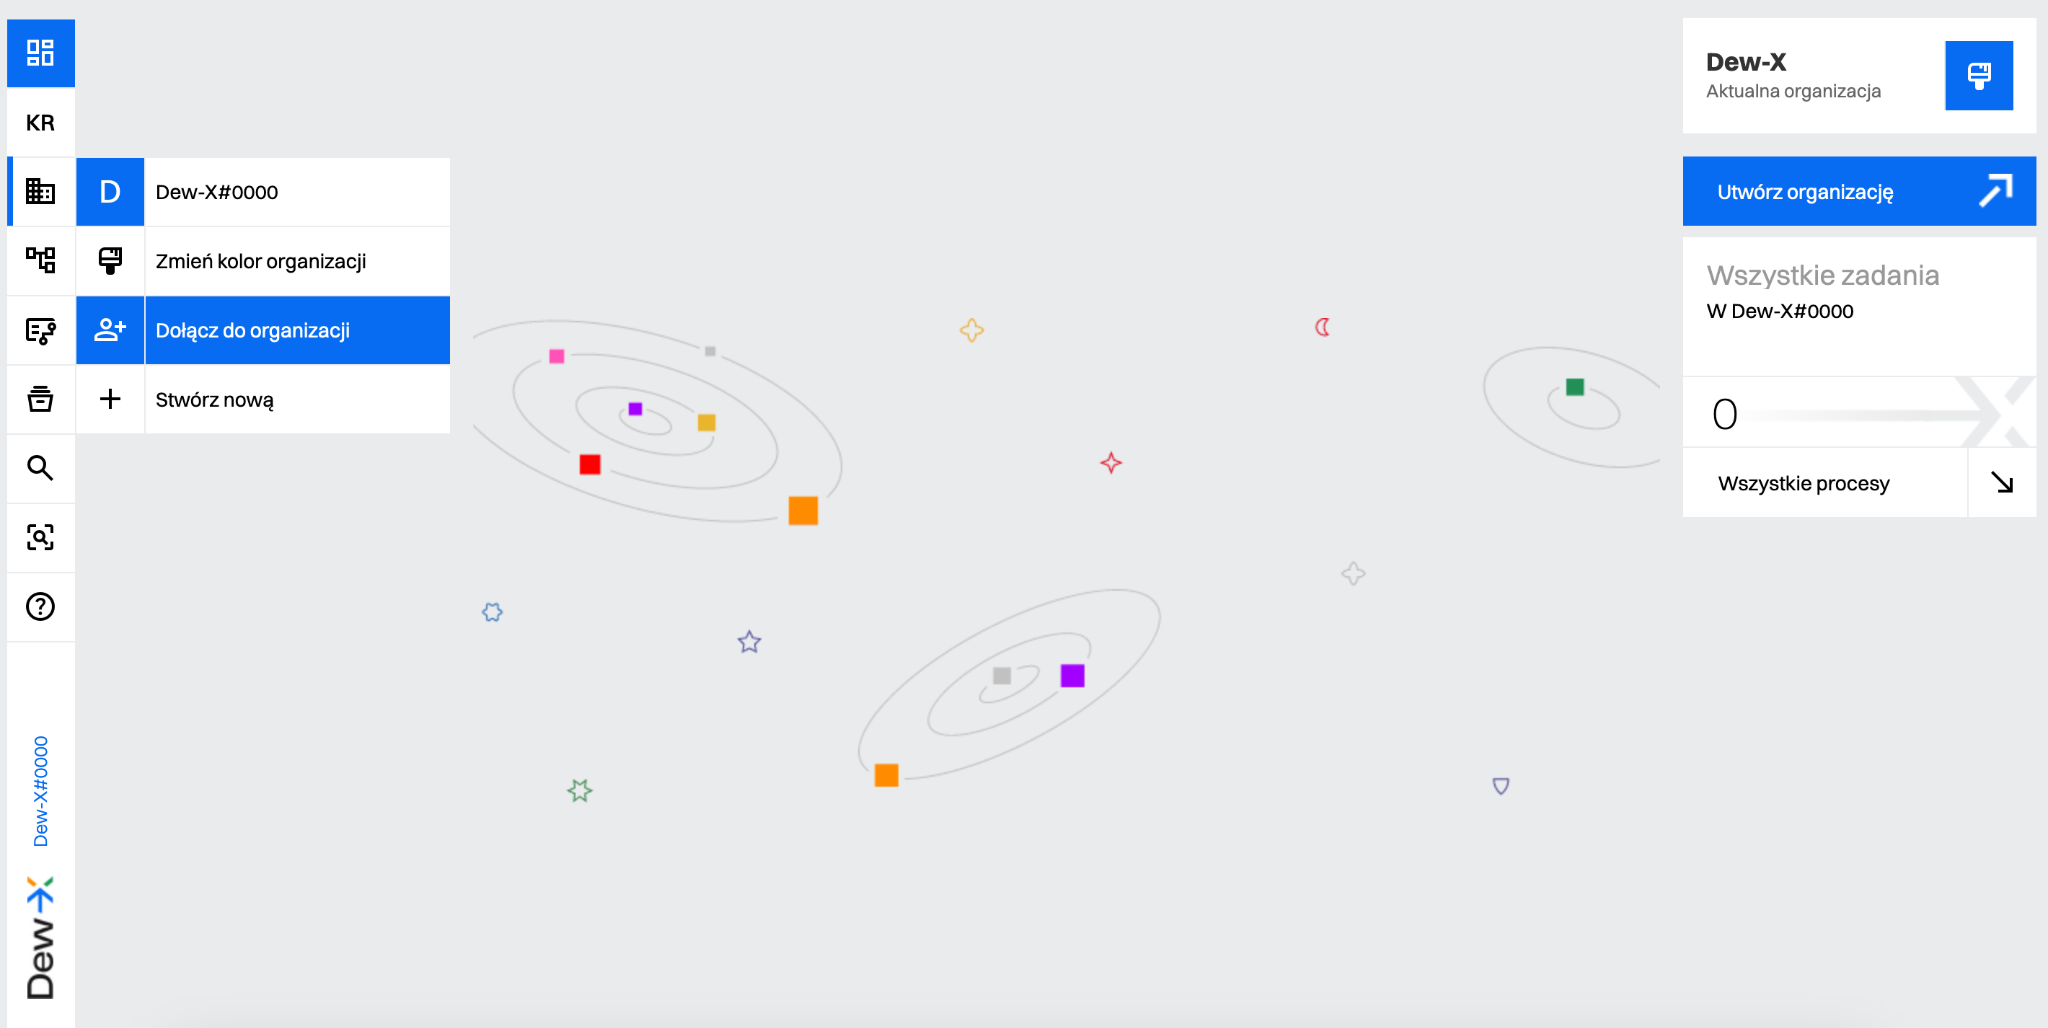 KR
D
Dew-X#0000
Zmień kolor organizacji
Dołącz do organizacji
Stwórz nową
Dew-X#0000
Dew
Dew-X
Aktualna organizacja
Utwórz organizację
Wszystkie zadania
W Dew-X#0000
0
Wszystkie procesy